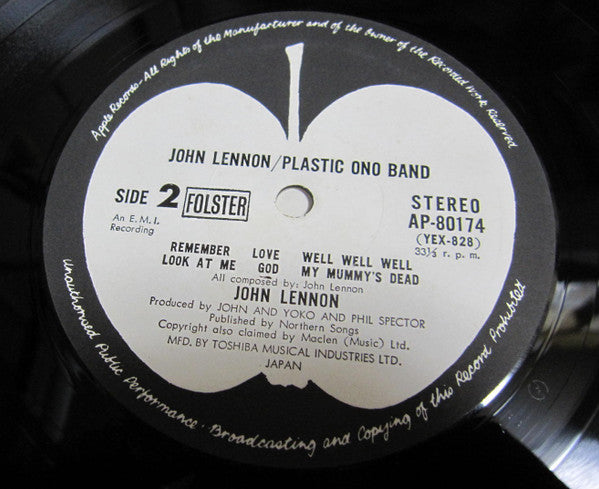 Apple Records - All Rights of the Manufacturer and of the Owner of the Recorded Work Reserved
JOHN LENNON/PLASTIC ONO BAND
SIDE 2 FOLSTER
STEREO
AP-80174
(YEX-828)
33⅓ r. p. m.
An E. M. I.
Recording
REMEMBER LOVE WELL WELL WELL
LOOK AT ME GOD MY MUMMY'S DEAD
All composed by: John Lennon
JOHN LENNON
Produced by JOHN AND YOKO AND PHIL SPECTOR
Published by Northern Songs
Copyright also claimed by Maclen (Music) Ltd.
MFD. BY TOSHIBA MUSICAL INDUSTRIES LTD.
JAPAN
Unauthorised Public Performance · Broadcasting and Copying of this Record Prohibited